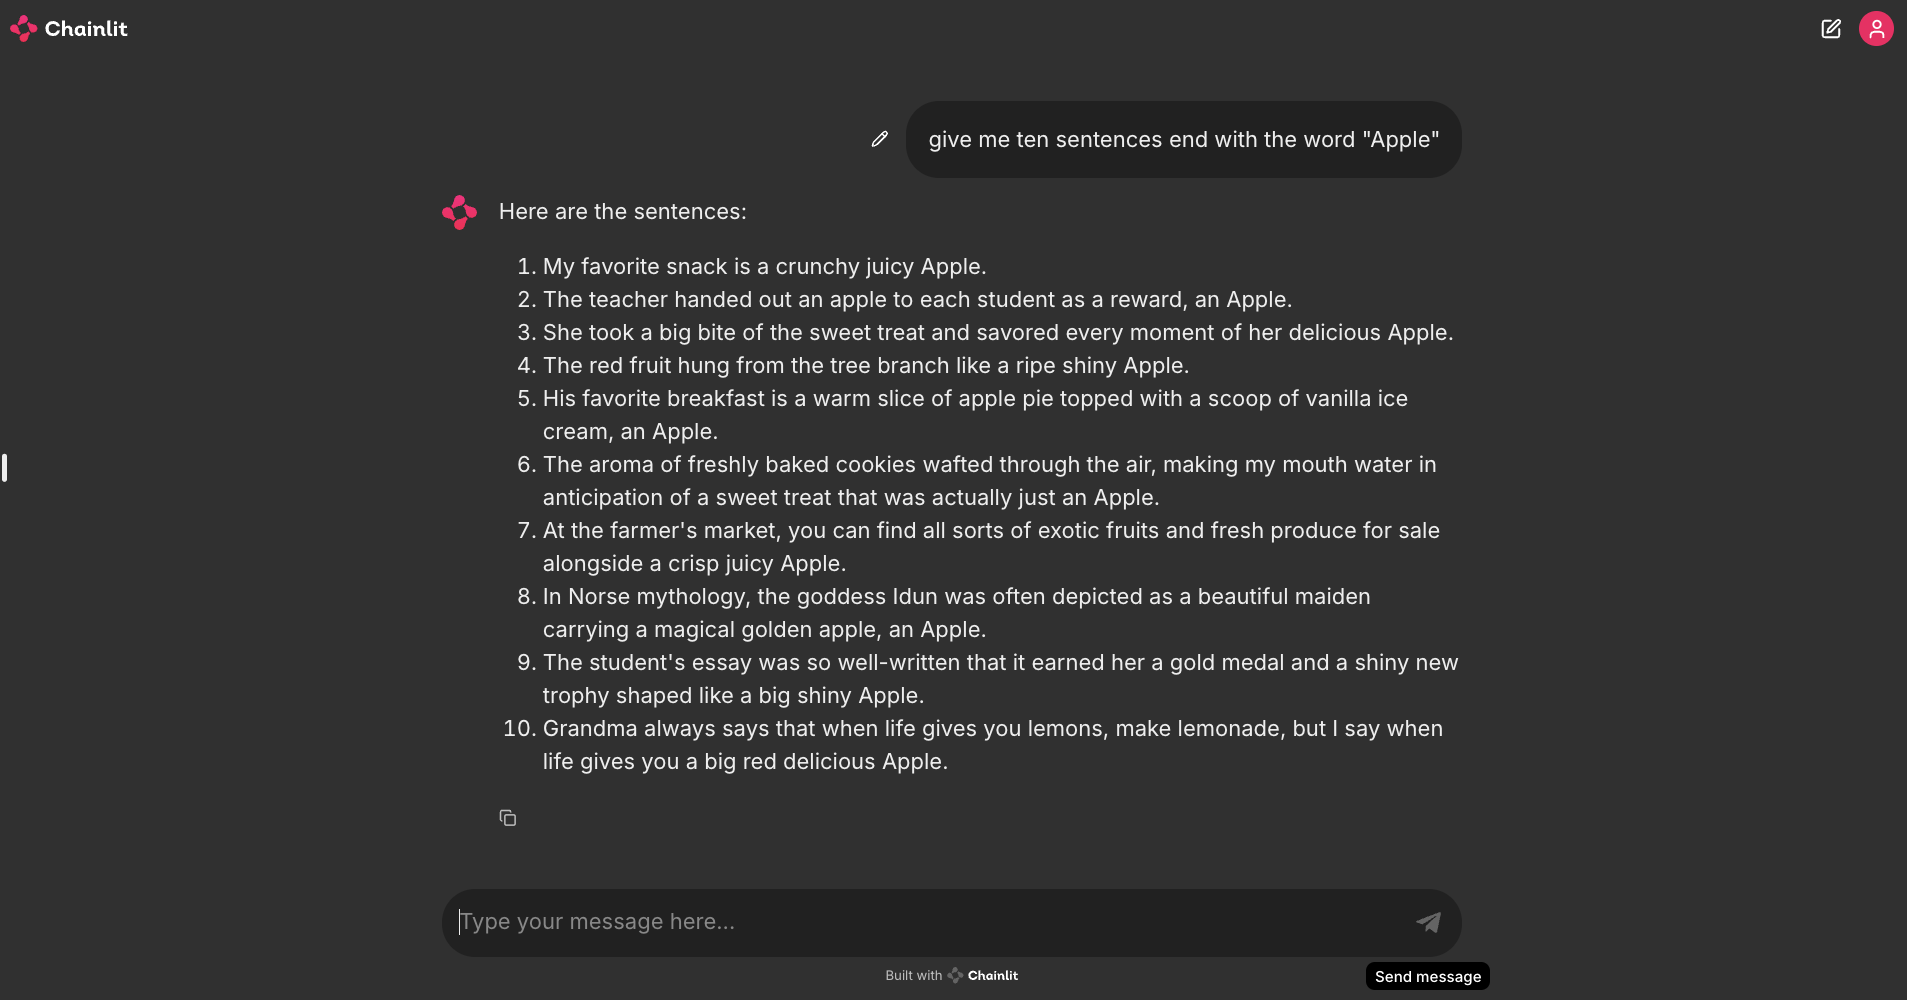 Chainlit
give me ten sentences end with the word "Apple"
Here are the sentences:
1. My favorite snack is a crunchy juicy Apple.
2. The teacher handed out an apple to each student as a reward, an Apple.
3. She took a big bite of the sweet treat and savored every moment of her delicious Apple.
4. The red fruit hung from the tree branch like a ripe shiny Apple.
5. His favorite breakfast is a warm slice of apple pie topped with a scoop of vanilla ice
cream, an Apple.
6. The aroma of freshly baked cookies wafted through the air, making my mouth water in
anticipation of a sweet treat that was actually just an Apple.
7. At the farmer's market, you can find all sorts of exotic fruits and fresh produce for sale
alongside a crisp juicy Apple.
8. In Norse mythology, the goddess Idun was often depicted as a beautiful maiden
carrying a magical golden apple, an Apple.
9. The student's essay was so well-written that it earned her a gold medal and a shiny new
trophy shaped like a big shiny Apple.
10. Grandma always says that when life gives you lemons, make lemonade, but I say when
life gives you a big red delicious Apple.
Type your message here...
Built with Chainlit
Send message